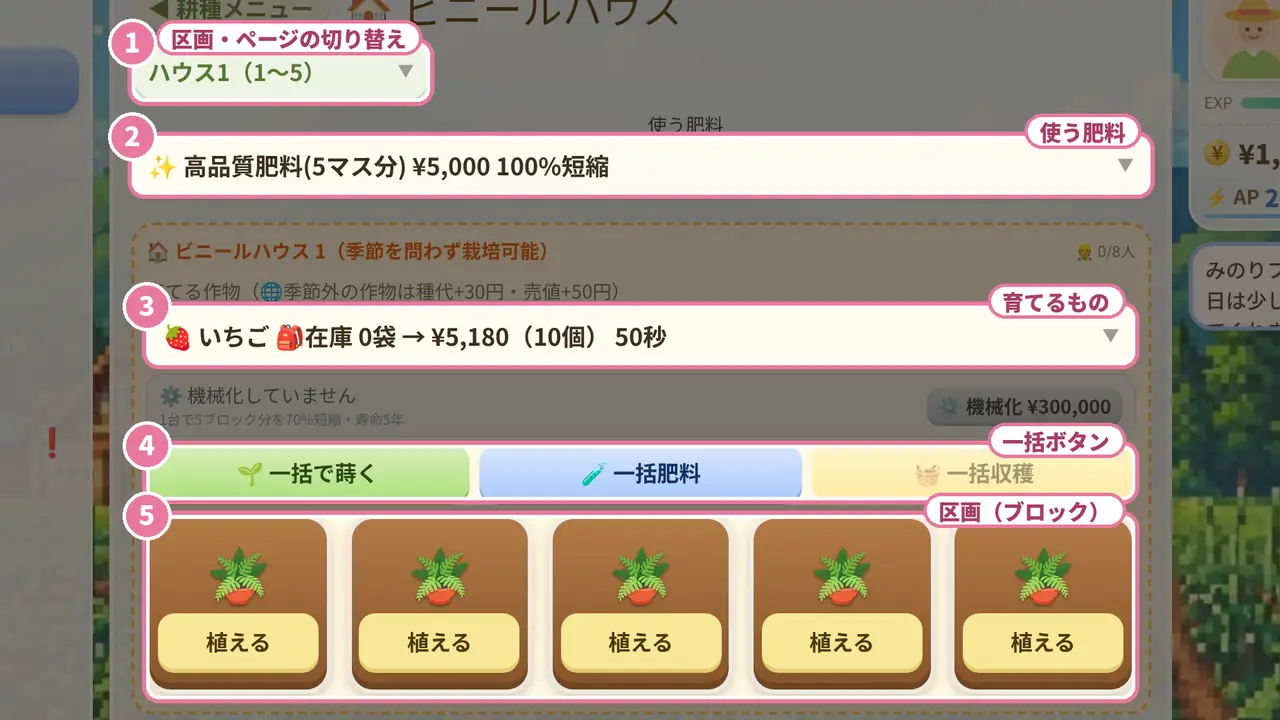 ◀ 耕種メニュー
ビニールハウス
1 区画・ページの切り替え
ハウス1（1〜5） ▼
使う肥料
2 使う肥料
✨ 高品質肥料(5マス分) ¥5,000 100%短縮 ▼
🏠 ビニールハウス 1（季節を問わず栽培可能）
0/8人
てる作物（🌐季節外の作物は種代+30円・売値+50円）
3 育てるもの
🍓 いちご 🎒在庫 0袋 → ¥5,180（10個） 50秒 ▼
⚙️ 機械化していません
1台で5ブロック分を70%短縮・寿命5年
⚙️ 機械化 ¥300,000
4 一括ボタン
🌱 一括で蒔く
🧪 一括肥料
🧺 一括収穫
5 区画（ブロック）
植える
植える
植える
植える
植える
EXP
¥ ¥1,
⚡ AP 2
みのりフ
日は少し
❗